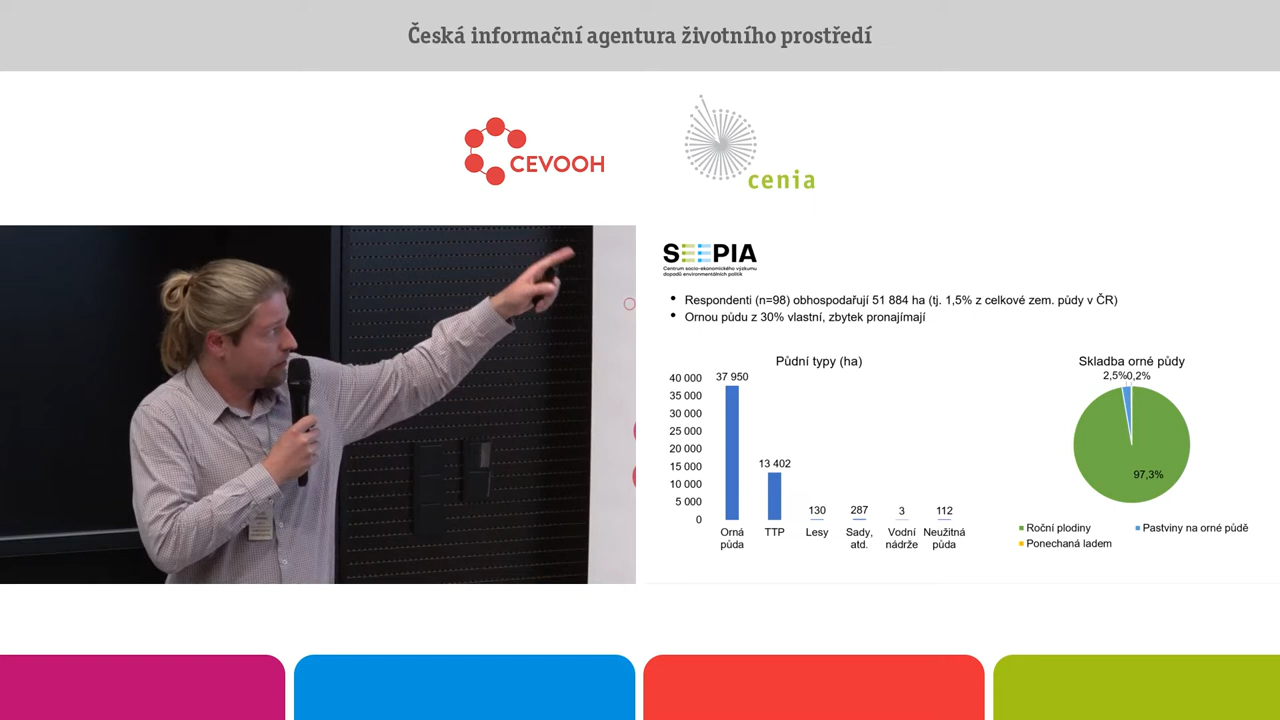 Česká informační agentura životního prostředí
CEVOOH
cenia
SEEPIA
Centrum socio-ekonomického výzkumu
dopadů environmentálních politik
• Respondenti (n=98) obhospodařují 51 884 ha (tj. 1,5% z celkové zem. půdy v ČR)
• Ornou půdu z 30% vlastní, zbytek pronajímají
Půdní typy (ha)
40 000
35 000
30 000
25 000
20 000
15 000
10 000
5 000
0
37 950
13 402
130
287
3
112
Orná
půda
TTP
Lesy
Sady,
atd.
Vodní
nádrže
Neužitná
půda
Skladba orné půdy
2,5%
0,2%
97,3%
Roční plodiny
Pastviny na orné půdě
Ponechaná ladem